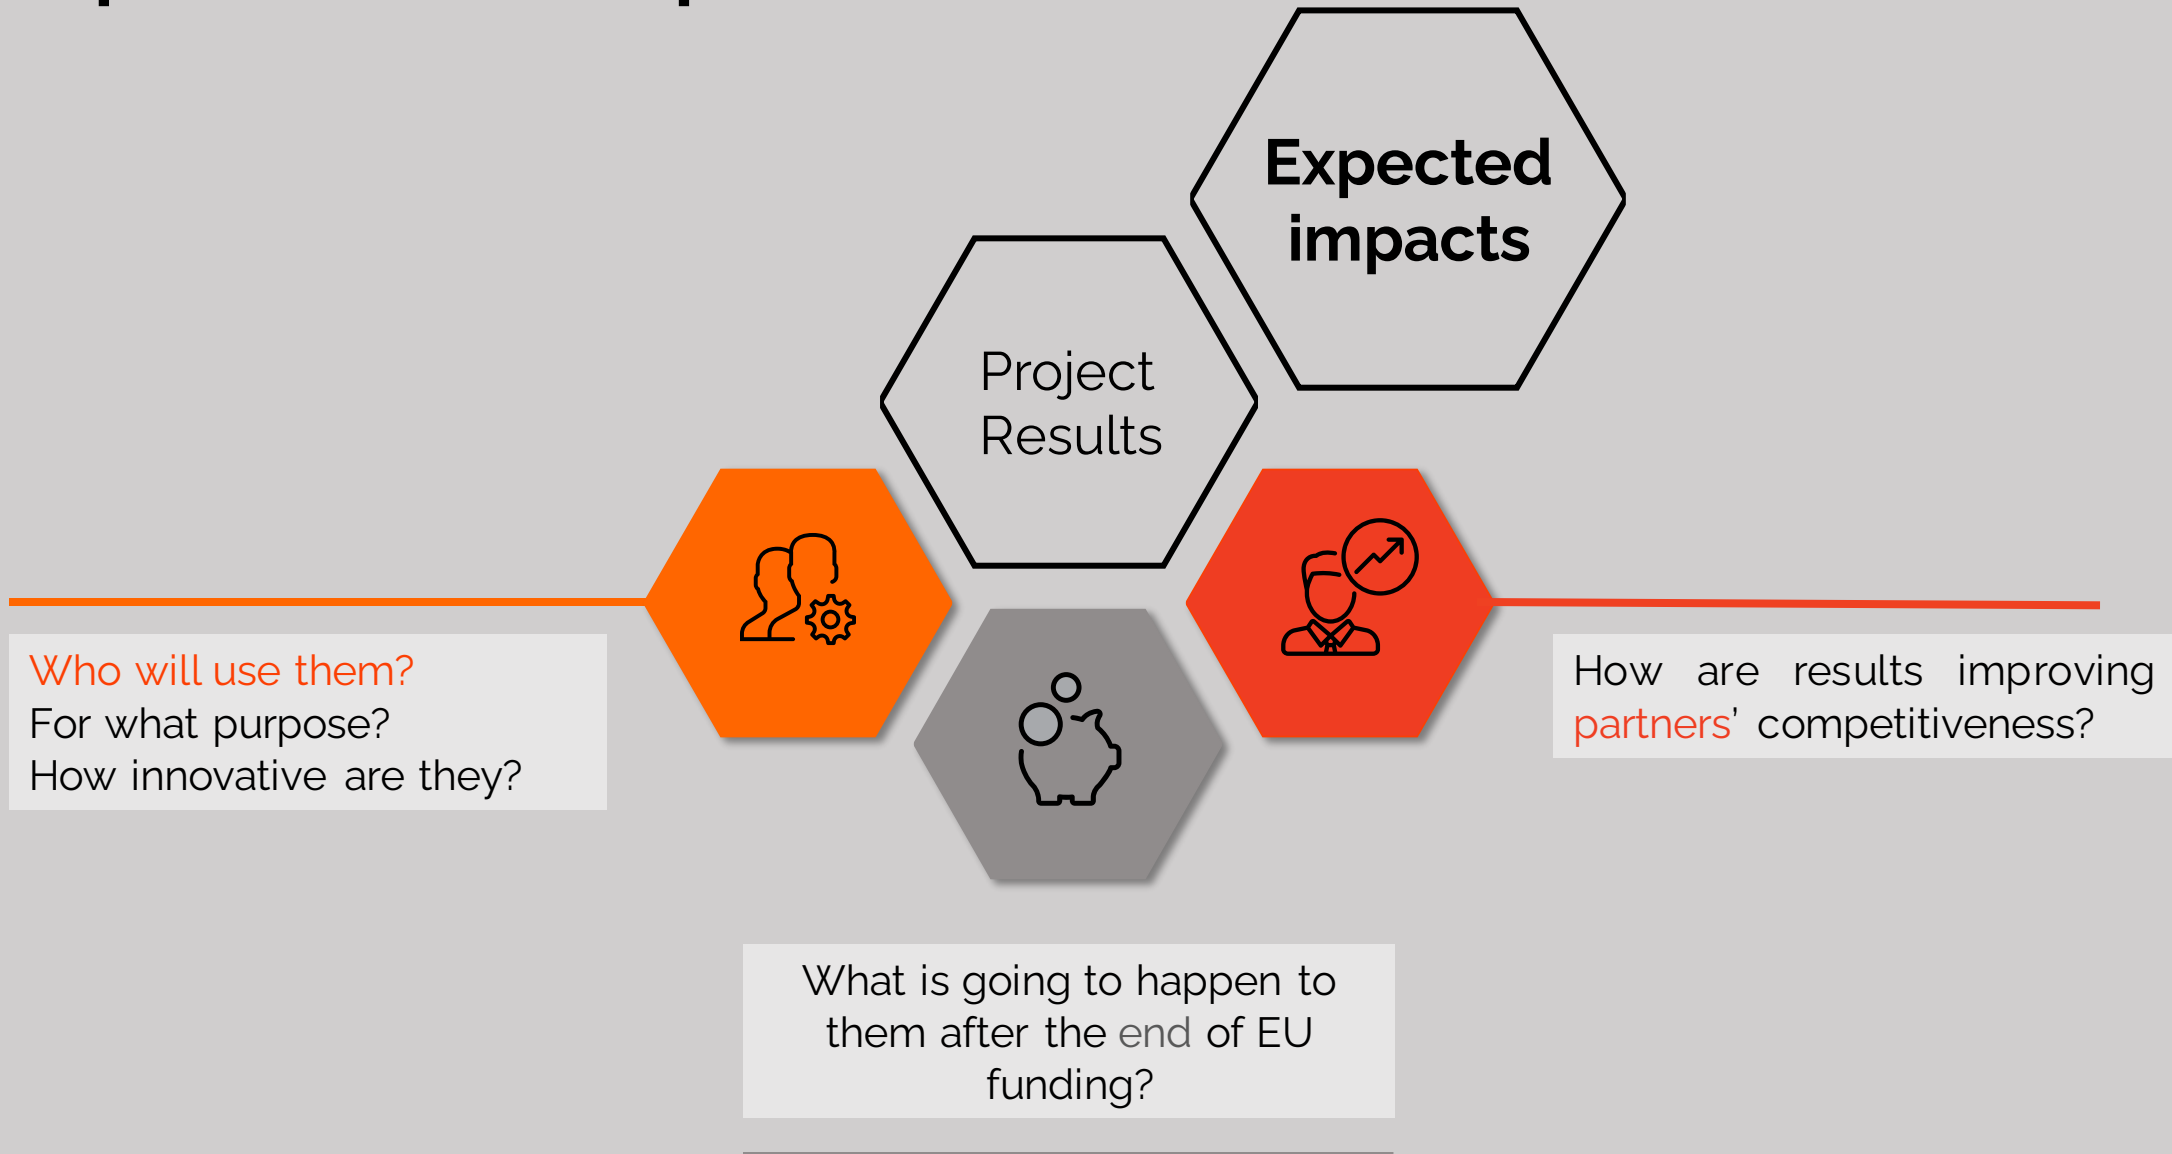 Expected
impacts
Project
Results
Who will use them?
For what purpose?
How innovative are they?
How are results improving
partners' competitiveness?
What is going to happen to
them after the end of EU
funding?